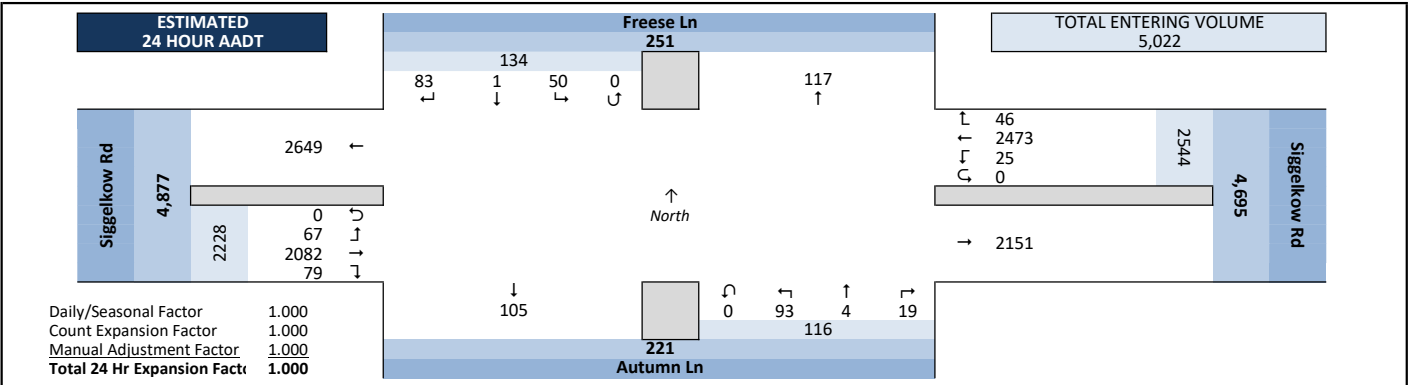 ESTIMATED
24 HOUR AADT
Freese Ln
251
TOTAL ENTERING VOLUME
5,022
134
83 1 50 0
↵ ↓ ↳ ↺
117
↑
Siggelkow Rd
4,877
2649 ←
0 ⮌
67 ↰
2082 →
79 ↴
2228
↑
North
↑ 46
← 2473
↓ 25
⮎ 0
2544
4,695
Siggelkow Rd
→ 2151
↓
105
↶ ↰ ↑ ↱
0 93 4 19
116
221
Autumn Ln
Daily/Seasonal Factor 1.000
Count Expansion Factor 1.000
Manual Adjustment Factor 1.000
Total 24 Hr Expansion Facto 1.000